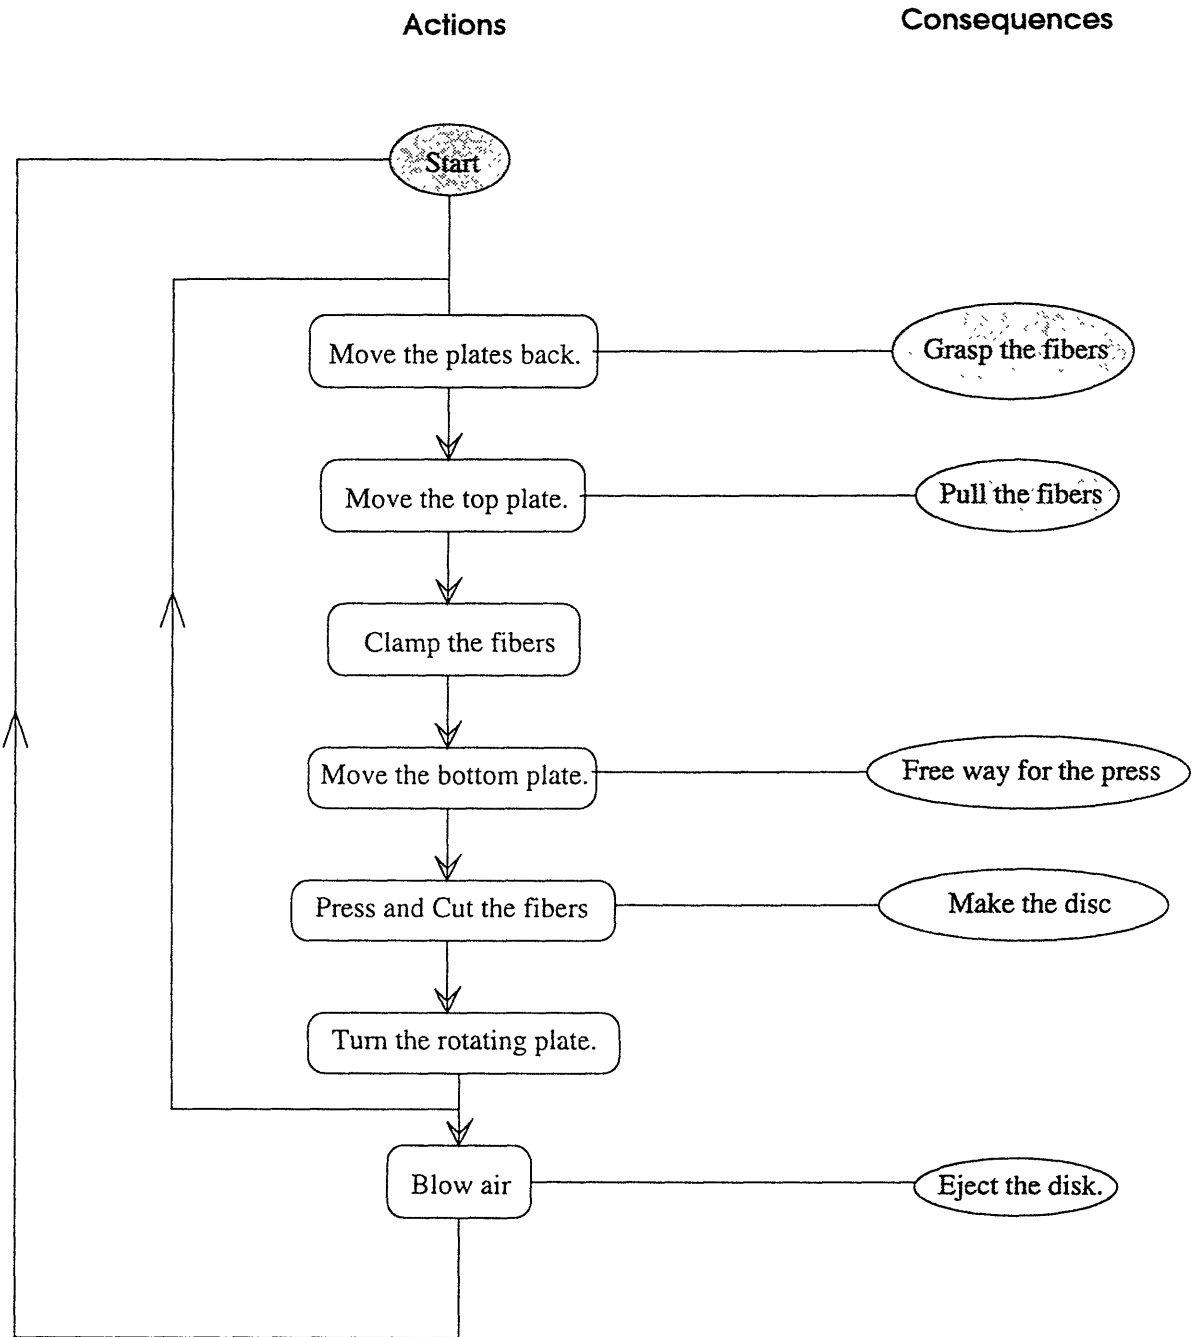 Actions
Consequences
Start
Move the plates back.
Grasp the fibers
Move the top plate.
Pull the fibers
Clamp the fibers
Move the bottom plate.
Free way for the press
Press and Cut the fibers
Make the disc
Turn the rotating plate.
Blow air
Eject the disk.